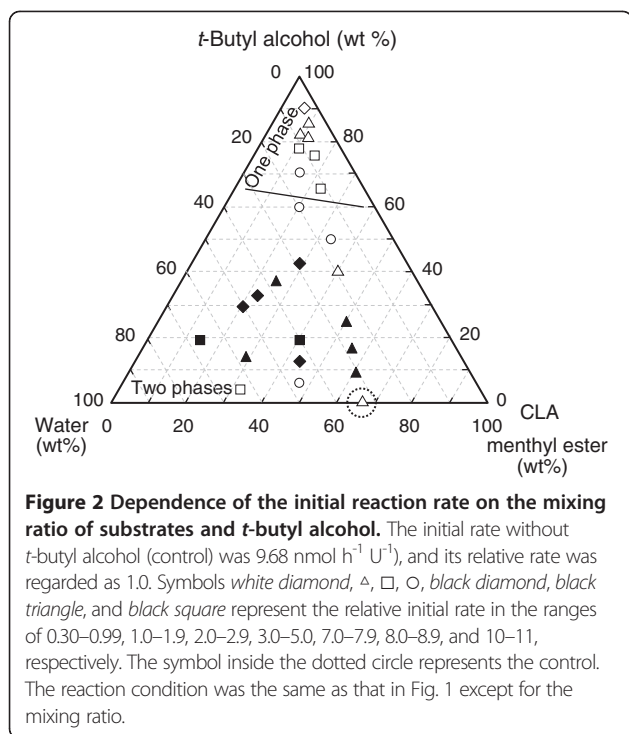 t-Butyl alcohol (wt %)
0 100
20 80
One phase
40 60
60 40
80 20
Two phases
100 0
Water
(wt%)
0 20 40 60 80 100
CLA
menthyl ester
(wt%)
Figure 2 Dependence of the initial reaction rate on the mixing
ratio of substrates and t-butyl alcohol. The initial rate without
t-butyl alcohol (control) was 9.68 nmol h⁻¹ U⁻¹), and its relative rate was
regarded as 1.0. Symbols white diamond, △, □, ○, black diamond, black
triangle, and black square represent the relative initial rate in the ranges
of 0.30–0.99, 1.0–1.9, 2.0–2.9, 3.0–5.0, 7.0–7.9, 8.0–8.9, and 10–11,
respectively. The symbol inside the dotted circle represents the control.
The reaction condition was the same as that in Fig. 1 except for the
mixing ratio.